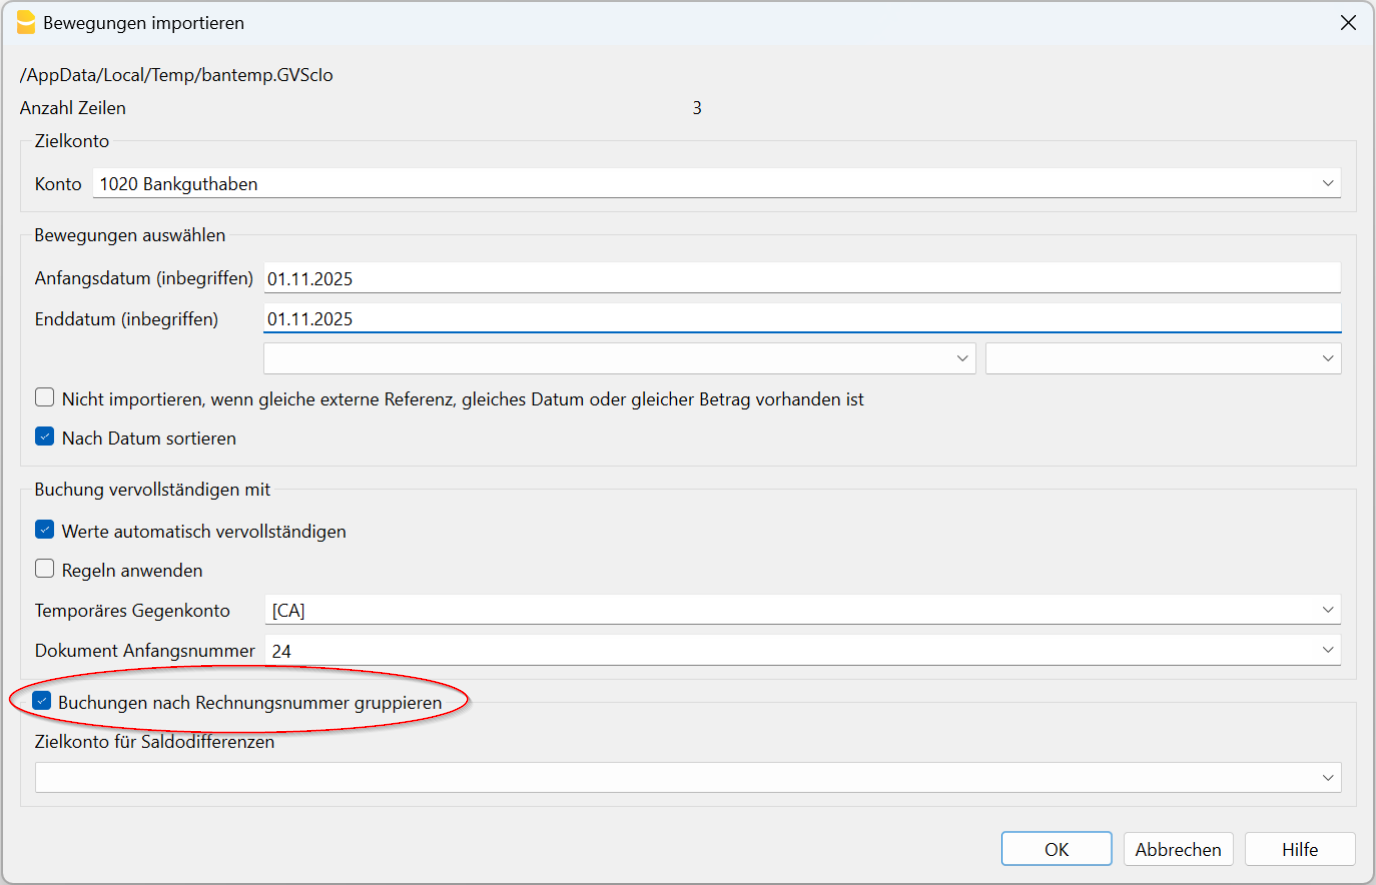 Bewegungen importieren
/AppData/Local/Temp/bantemp.GVScIo
Anzahl Zeilen 3
Zielkonto
Konto 1020 Bankguthaben
Bewegungen auswählen
Anfangsdatum (inbegriffen) 01.11.2025
Enddatum (inbegriffen) 01.11.2025
Nicht importieren, wenn gleiche externe Referenz, gleiches Datum oder gleicher Betrag vorhanden ist
Nach Datum sortieren
Buchung vervollständigen mit
Werte automatisch vervollständigen
Regeln anwenden
Temporäres Gegenkonto [CA]
Dokument Anfangsnummer 24
Buchungen nach Rechnungsnummer gruppieren
Zielkonto für Saldodifferenzen
OK Abbrechen Hilfe